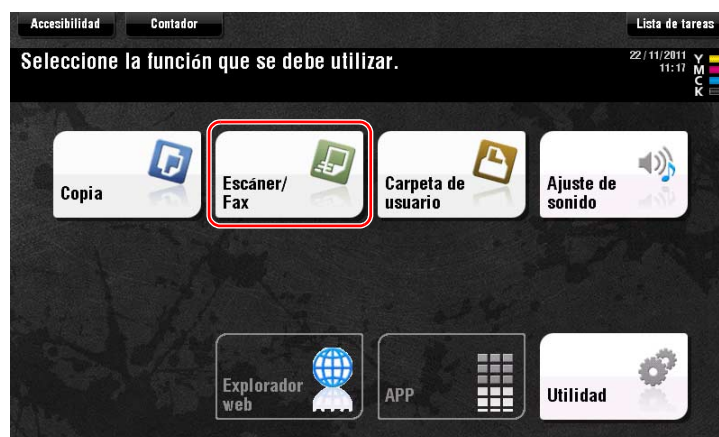 Accesibilidad Contador Lista de tareas
Seleccione la función que se debe utilizar.
22/11/2011
11:17
Y
M
C
K
Copia
Escáner/
Fax
Carpeta de
usuario
Ajuste de
sonido
Explorador
web
APP
Utilidad